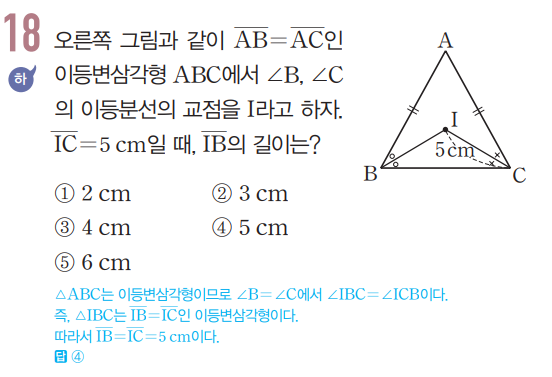 18
하
오른쪽 그림과 같이 AB=AC인
이등변삼각형 ABC에서 ∠B, ∠C
의 이등분선의 교점을 I라고 하자.
IC=5 cm일 때, IB의 길이는?
A
I
5cm
B
C
① 2 cm ② 3 cm
③ 4 cm ④ 5 cm
⑤ 6 cm
△ABC는 이등변삼각형이므로 ∠B=∠C에서 ∠IBC=∠ICB이다.
즉, △IBC는 IB=IC인 이등변삼각형이다.
따라서 IB=IC=5 cm이다.
답 ④